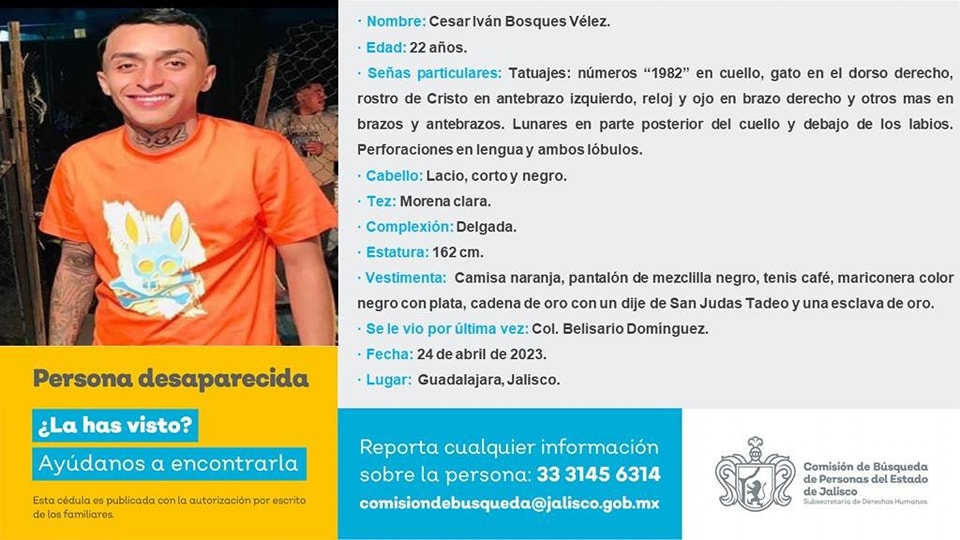 · Nombre: Cesar Iván Bosques Vélez.
· Edad: 22 años.
· Señas particulares: Tatuajes: números “1982” en cuello, gato en el dorso derecho,
rostro de Cristo en antebrazo izquierdo, reloj y ojo en brazo derecho y otros mas en
brazos y antebrazos. Lunares en parte posterior del cuello y debajo de los labios.
Perforaciones en lengua y ambos lóbulos.
· Cabello: Lacio, corto y negro.
· Tez: Morena clara.
· Complexión: Delgada.
· Estatura: 162 cm.
· Vestimenta: Camisa naranja, pantalón de mezclilla negro, tenis café, mariconera color
negro con plata, cadena de oro con un dije de San Judas Tadeo y una esclava de oro.
· Se le vio por última vez: Col. Belisario Domínguez.
· Fecha: 24 de abril de 2023.
· Lugar: Guadalajara, Jalisco.
Persona desaparecida
¿La has visto?
Ayúdanos a encontrarla
Esta cédula es publicada con la autorización por escrito
de los familiares.
Reporta cualquier información
sobre la persona: 33 3145 6314
comisiondebusqueda@jalisco.gob.mx
Comisión de Búsqueda
de Personas del Estado
de Jalisco
Subsecretaría de Derechos Humanos